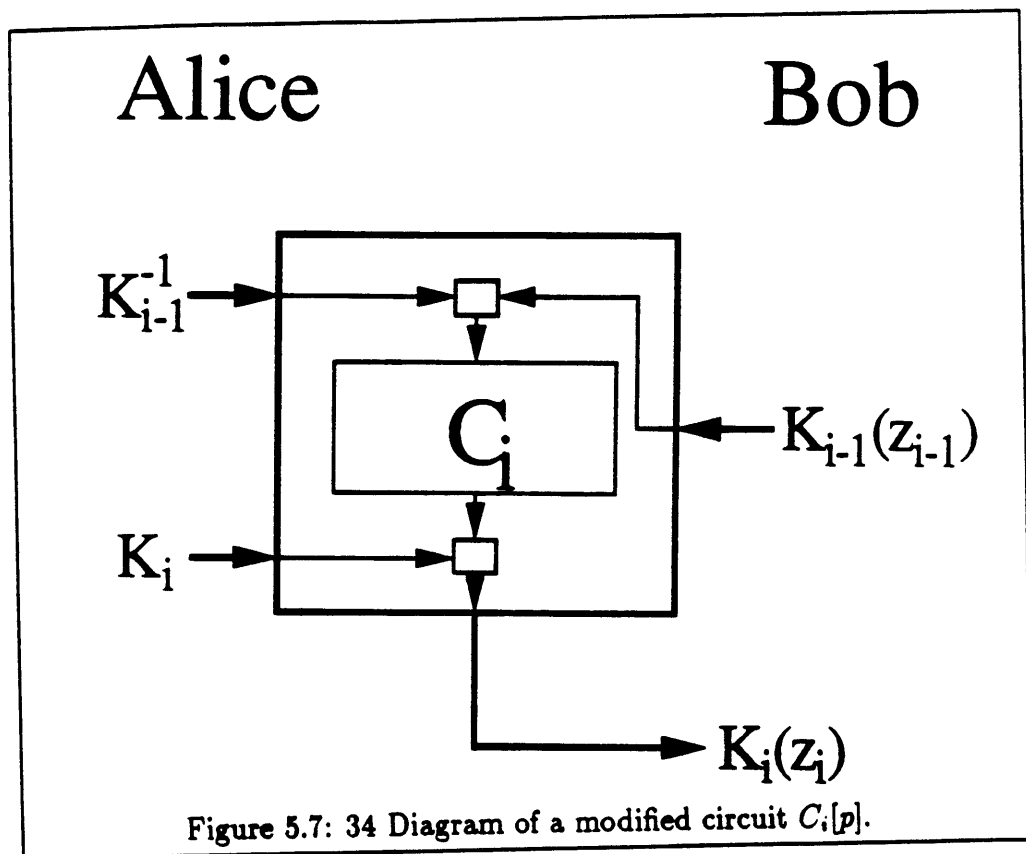 Alice Bob
K_{i-1}^{-1}
C_i
K_{i-1}(z_{i-1})
K_i
K_i(z_i)
Figure 5.7: 34 Diagram of a modified circuit C_i[p].